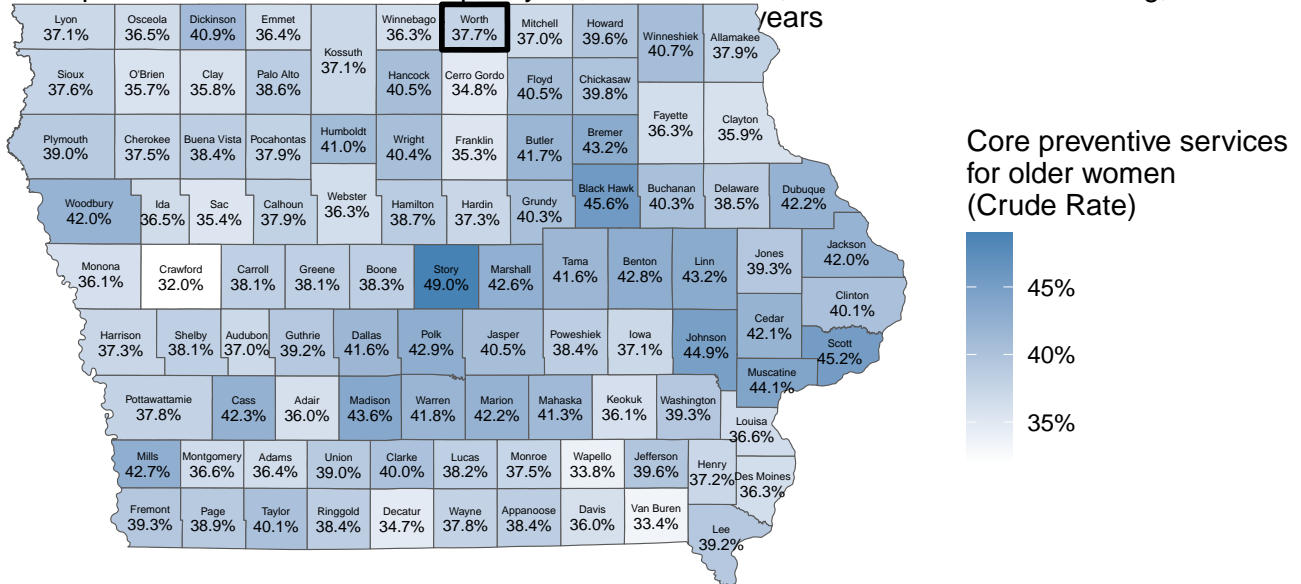 years
Lyon 37.1%
Osceola 36.5%
Dickinson 40.9%
Emmet 36.4%
Winnebago 36.3%
Worth 37.7%
Mitchell 37.0%
Howard 39.6%
Winneshiek 40.7%
Allamakee 37.9%
Kossuth 37.1%
Sioux 37.6%
O'Brien 35.7%
Clay 35.8%
Palo Alto 38.6%
Hancock 40.5%
Cerro Gordo 34.8%
Floyd 40.5%
Chickasaw 39.8%
Fayette 36.3%
Clayton 35.9%
Plymouth 39.0%
Cherokee 37.5%
Buena Vista 38.4%
Pocahontas 37.9%
Humboldt 41.0%
Wright 40.4%
Franklin 35.3%
Butler 41.7%
Bremer 43.2%
Woodbury 42.0%
Ida 36.5%
Sac 35.4%
Calhoun 37.9%
Webster 36.3%
Hamilton 38.7%
Hardin 37.3%
Grundy 40.3%
Black Hawk 45.6%
Buchanan 40.3%
Delaware 38.5%
Dubuque 42.2%
Monona 36.1%
Crawford 32.0%
Carroll 38.1%
Greene 38.1%
Boone 38.3%
Story 49.0%
Marshall 42.6%
Tama 41.6%
Benton 42.8%
Linn 43.2%
Jones 39.3%
Jackson 42.0%
Clinton 40.1%
Harrison 37.3%
Shelby 38.1%
Audubon 37.0%
Guthrie 39.2%
Dallas 41.6%
Polk 42.9%
Jasper 40.5%
Poweshiek 38.4%
Iowa 37.1%
Johnson 44.9%
Cedar 42.1%
Scott 45.2%
Muscatine 44.1%
Pottawattamie 37.8%
Cass 42.3%
Adair 36.0%
Madison 43.6%
Warren 41.8%
Marion 42.2%
Mahaska 41.3%
Keokuk 36.1%
Washington 39.3%
Louisa 36.6%
Mills 42.7%
Montgomery 36.6%
Adams 36.4%
Union 39.0%
Clarke 40.0%
Lucas 38.2%
Monroe 37.5%
Wapello 33.8%
Jefferson 39.6%
Henry 37.2%
Des Moines 36.3%
Fremont 39.3%
Page 38.9%
Taylor 40.1%
Ringgold 38.4%
Decatur 34.7%
Wayne 37.8%
Appanoose 38.4%
Davis 36.0%
Van Buren 33.4%
Lee 39.2%
Core preventive services
for older women
(Crude Rate)
45%
40%
35%